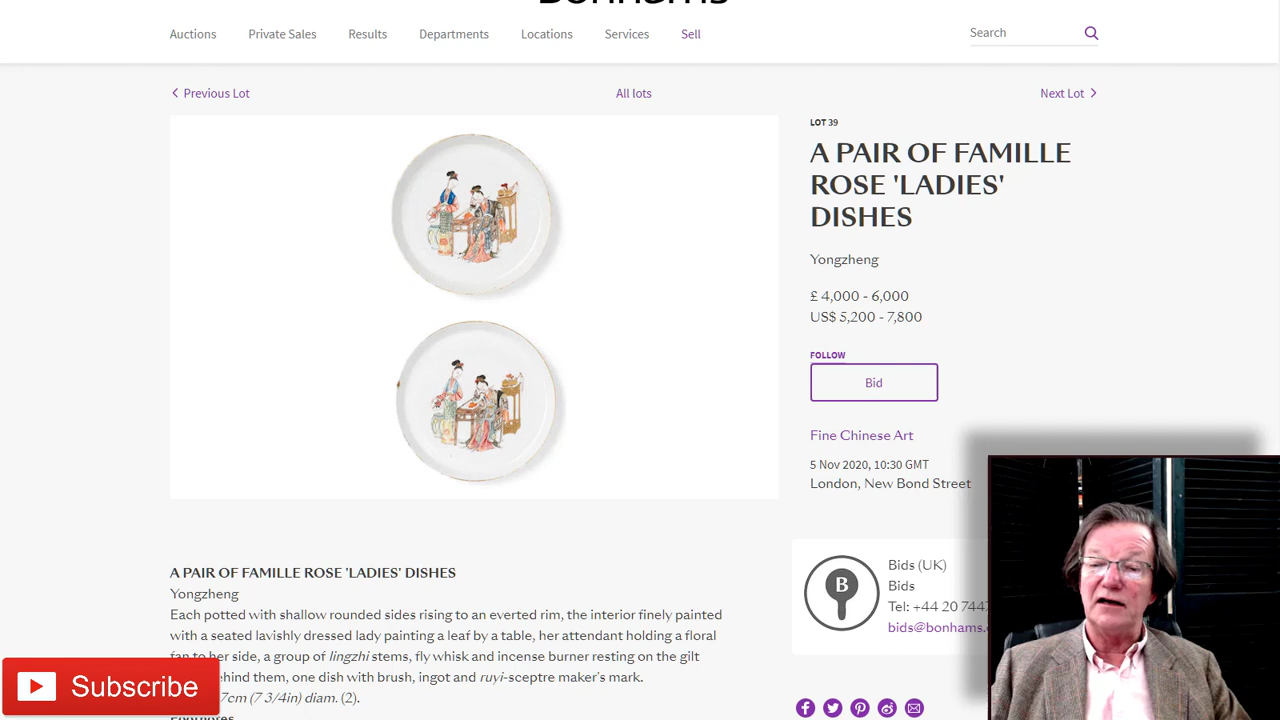 Bonhams
Auctions Private Sales Results Departments Locations Services Sell Search
Previous Lot All lots Next Lot
LOT 39
A PAIR OF FAMILLE
ROSE 'LADIES'
DISHES
Yongzheng
£ 4,000 - 6,000
US$ 5,200 - 7,800
FOLLOW
Bid
Fine Chinese Art
5 Nov 2020, 10:30 GMT
London, New Bond Street
B
Bids (UK)
Bids
Tel: +44 20 7447
bids@bonhams.c
A PAIR OF FAMILLE ROSE 'LADIES' DISHES
Yongzheng
Each potted with shallow rounded sides rising to an everted rim, the interior finely painted
with a seated lavishly dressed lady painting a leaf by a table, her attendant holding a floral
fan to her side, a group of lingzhi stems, fly whisk and incense burner resting on the gilt
behind them, one dish with brush, ingot and ruyi-sceptre maker's mark.
7cm (7 3/4in) diam. (2).
Subscribe